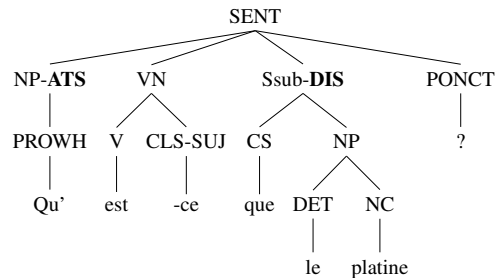 SENT
NP-ATS VN Ssub-DIS PONCT
PROWH V CLS-SUJ CS NP ?
Qu' est -ce que DET NC
le platine